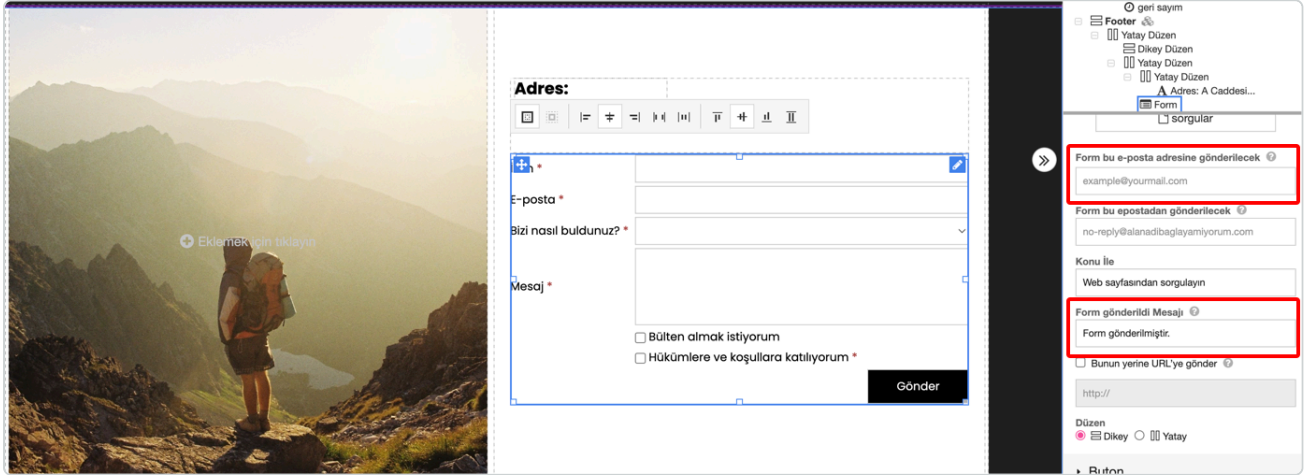 Eklemek için tıklayın
Adres:
*
E-posta *
Bizi nasıl buldunuz? *
Mesaj *
Bülten almak istiyorum
Hükümlere ve koşullara katılıyorum *
Gönder
geri sayım
Footer
Yatay Düzen
Dikey Düzen
Yatay Düzen
Yatay Düzen
A Adres: A Caddesi...
Form
sorgular
Form bu e-posta adresine gönderilecek ?
example@yourmail.com
Form bu epostadan gönderilecek ?
no-reply@alanadibaglayamiyorum.com
Konu İle
Web sayfasından sorgulayın
Form gönderildi Mesajı ?
Form gönderilmiştir.
Bunun yerine URL'ye gönder ?
http://
Düzen
Dikey Yatay
Buton